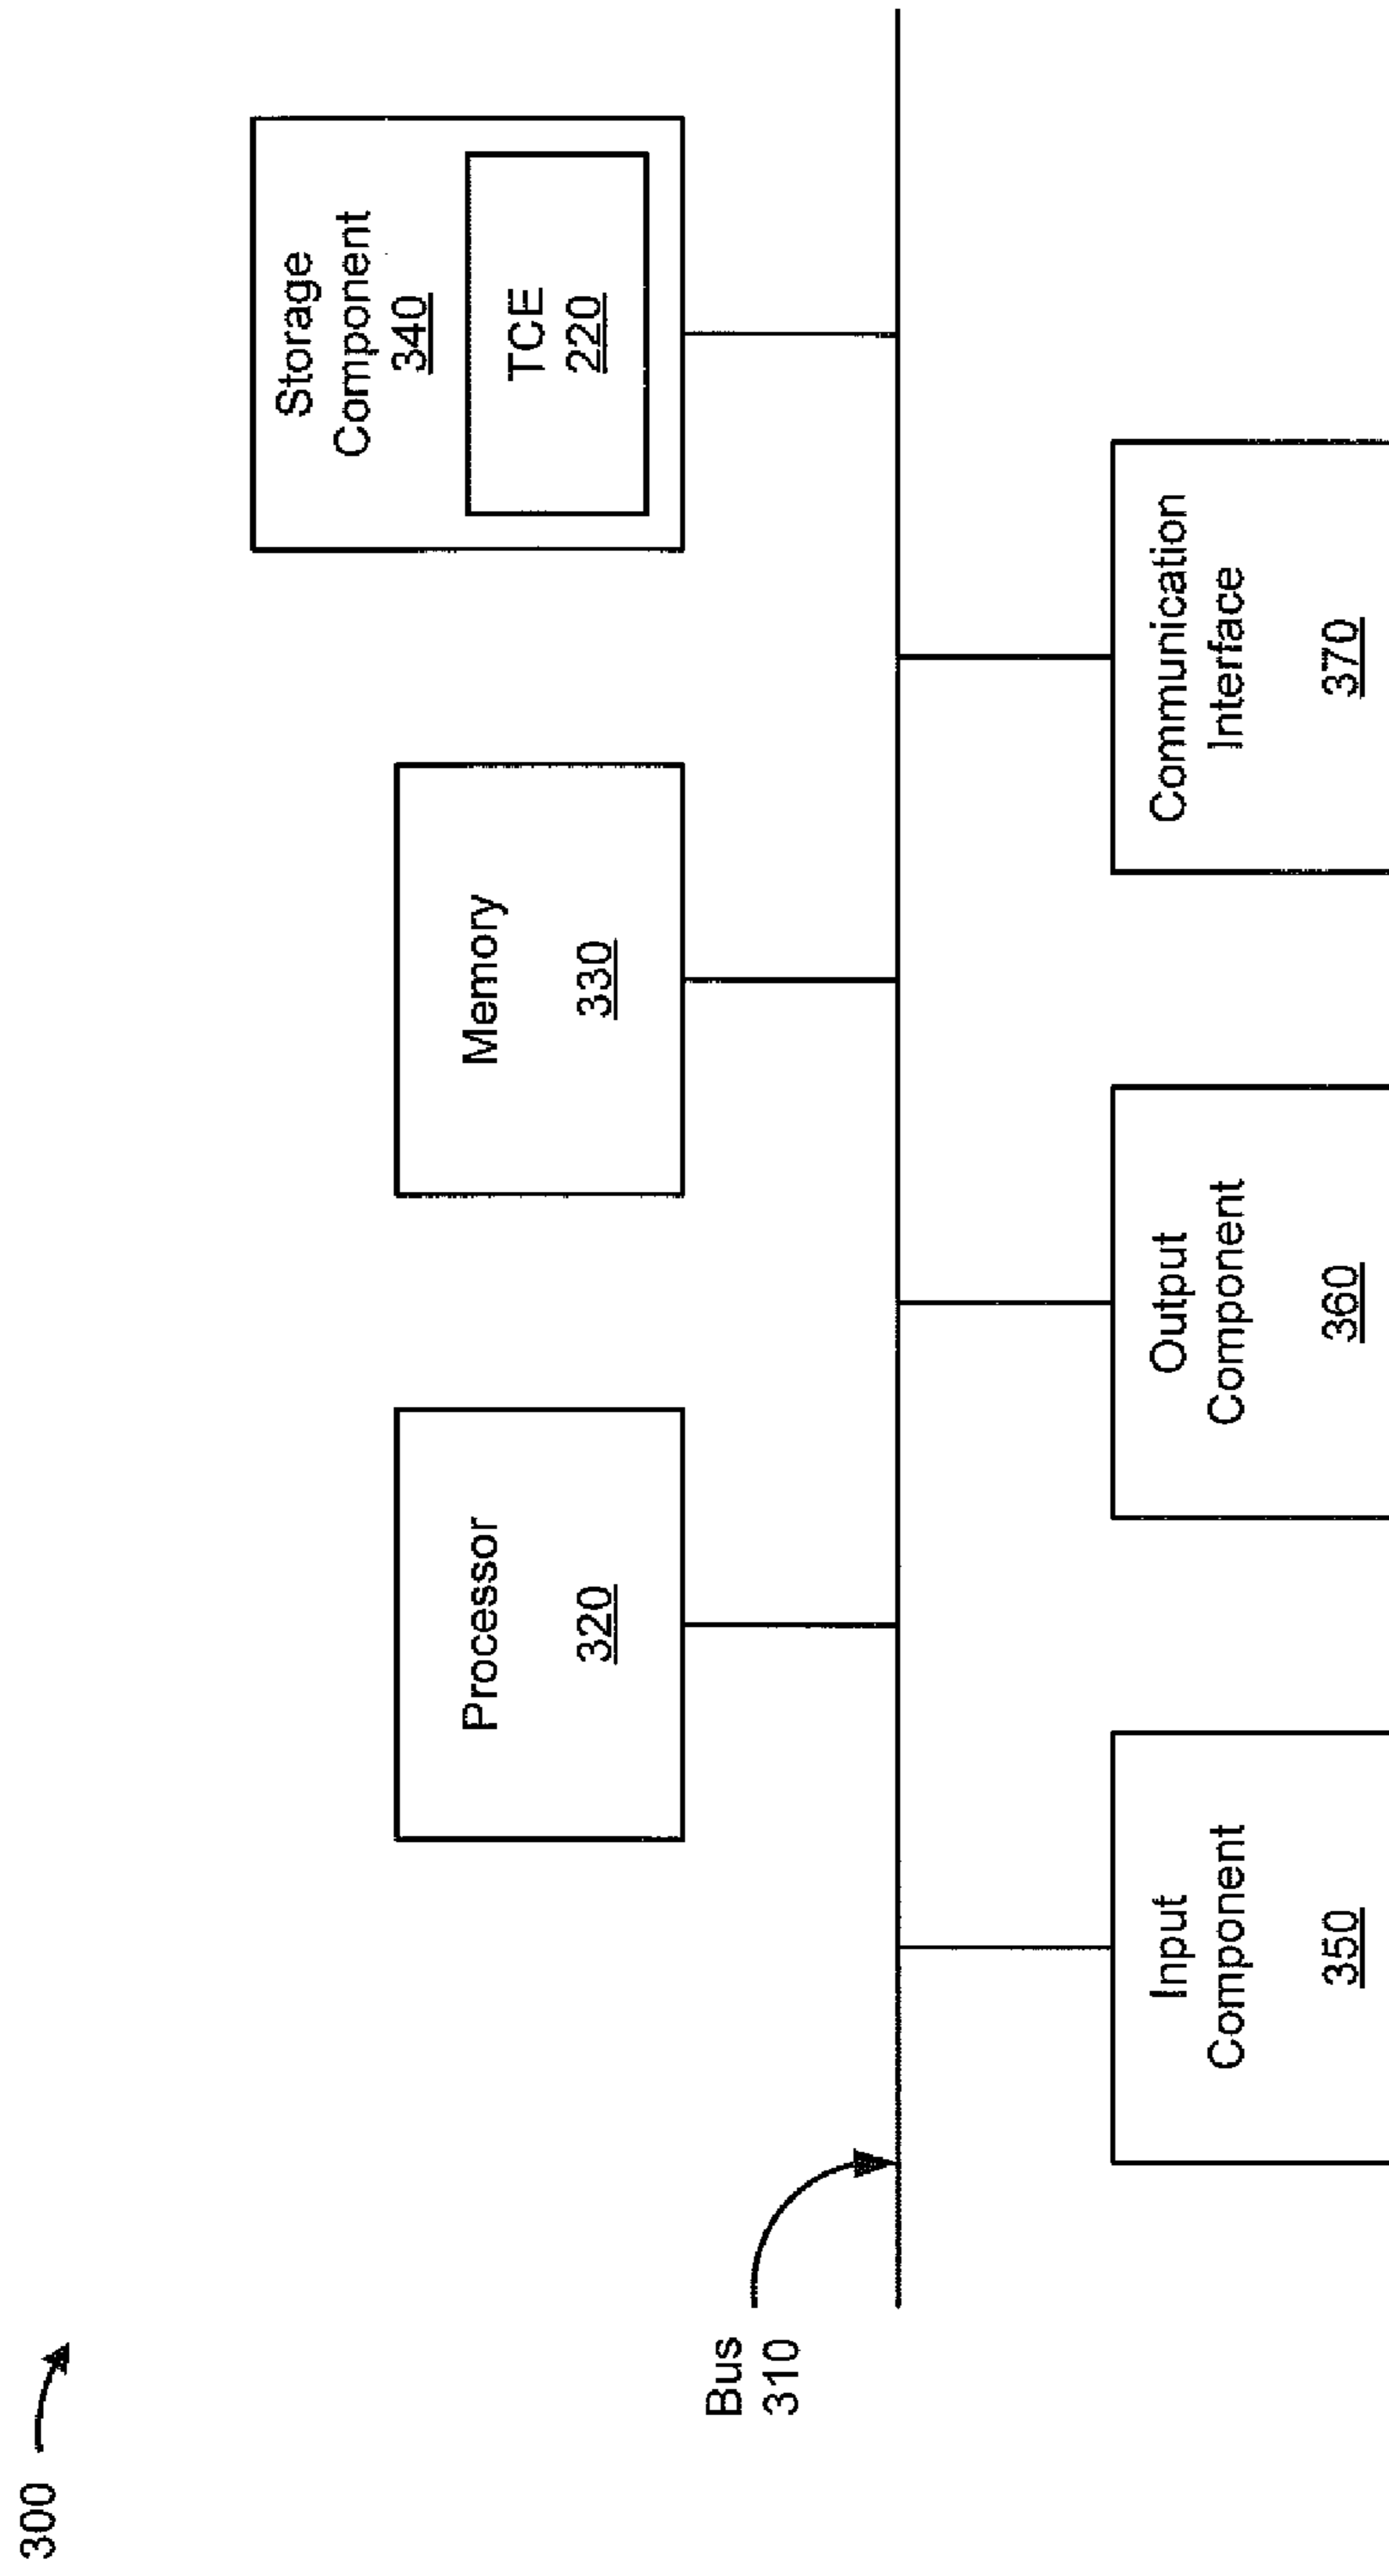 300
Processor
320
Memory
330
Storage
Component
340
TCE
220
Bus
310
Input
Component
350
Output
Component
360
Communication
Interface
370